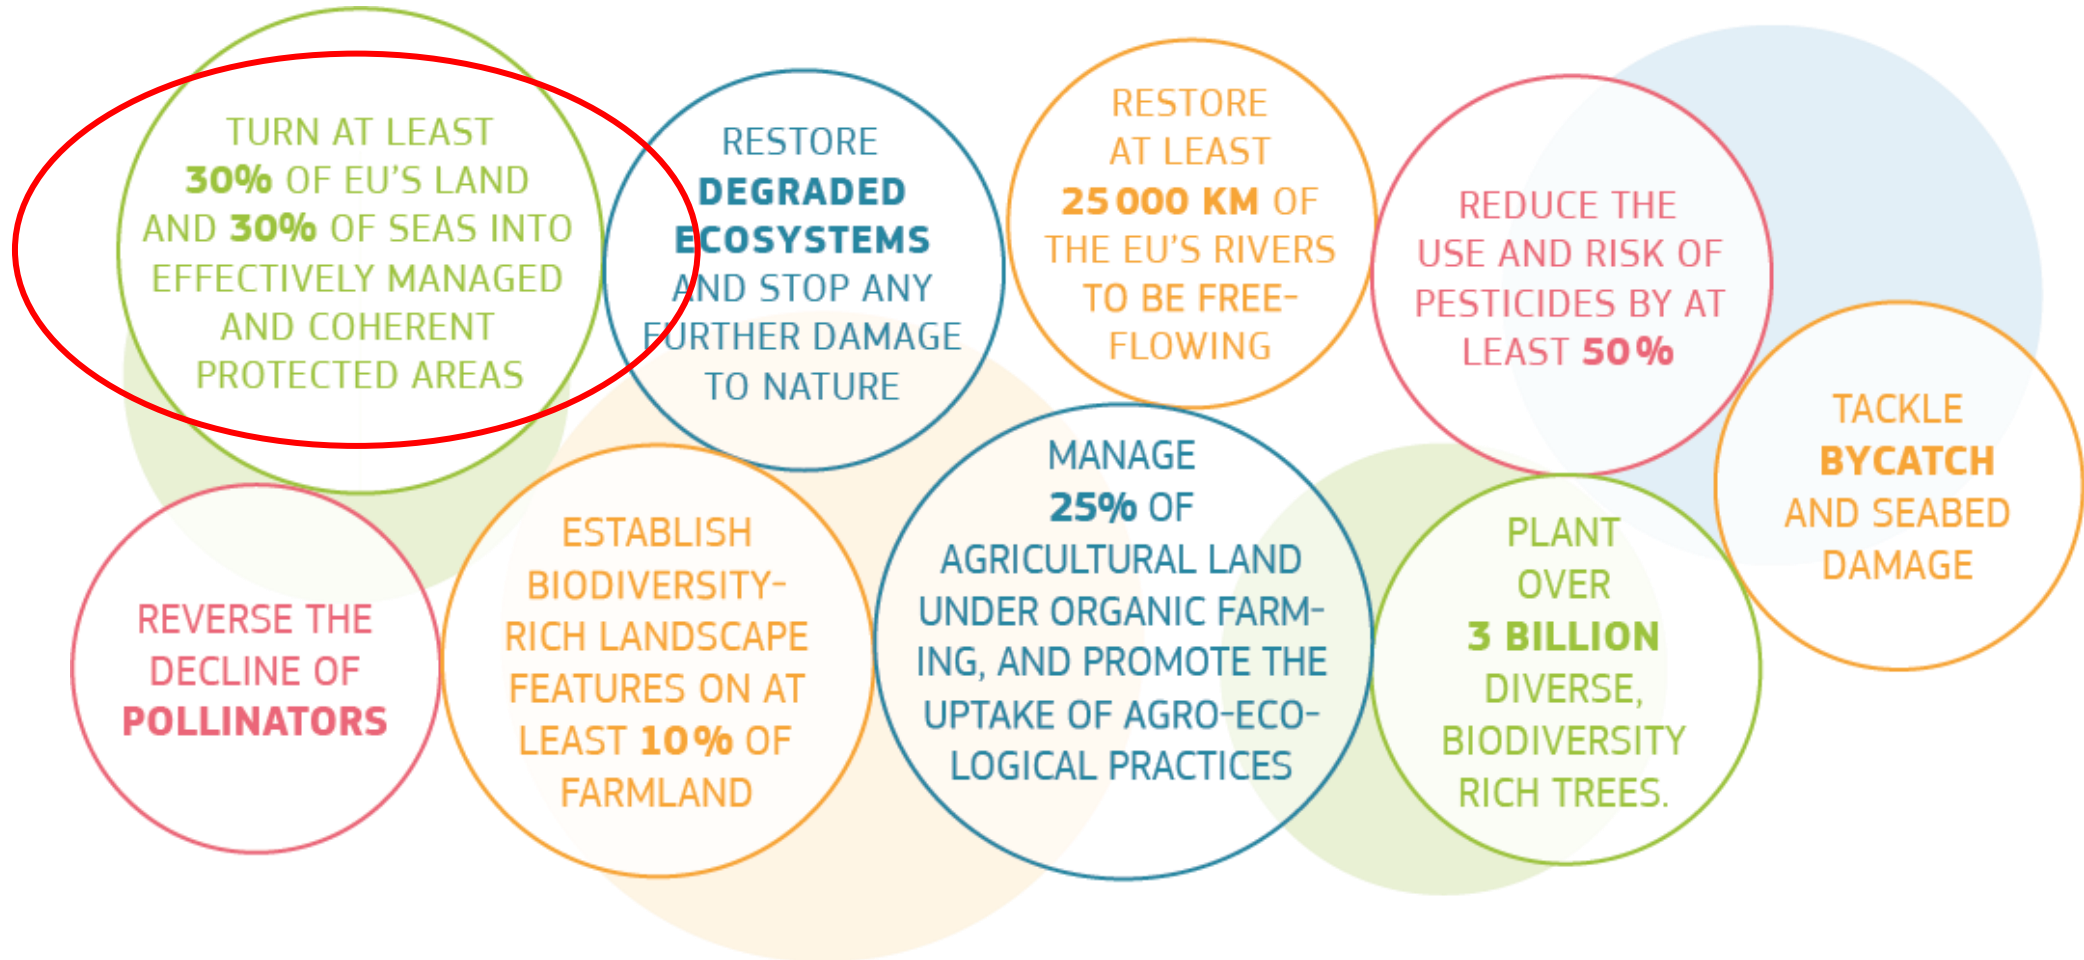 TURN AT LEAST
30% OF EU'S LAND
AND 30% OF SEAS INTO
EFFECTIVELY MANAGED
AND COHERENT
PROTECTED AREAS
RESTORE
DEGRADED
ECOSYSTEMS
AND STOP ANY
FURTHER DAMAGE
TO NATURE
RESTORE
AT LEAST
25 000 KM OF
THE EU'S RIVERS
TO BE FREE-
FLOWING
REDUCE THE
USE AND RISK OF
PESTICIDES BY AT
LEAST 50%
TACKLE
BYCATCH
AND SEABED
DAMAGE
REVERSE THE
DECLINE OF
POLLINATORS
ESTABLISH
BIODIVERSITY-
RICH LANDSCAPE
FEATURES ON AT
LEAST 10% OF
FARMLAND
MANAGE
25% OF
AGRICULTURAL LAND
UNDER ORGANIC FARM-
ING, AND PROMOTE THE
UPTAKE OF AGRO-ECO-
LOGICAL PRACTICES
PLANT
OVER
3 BILLION
DIVERSE,
BIODIVERSITY
RICH TREES.